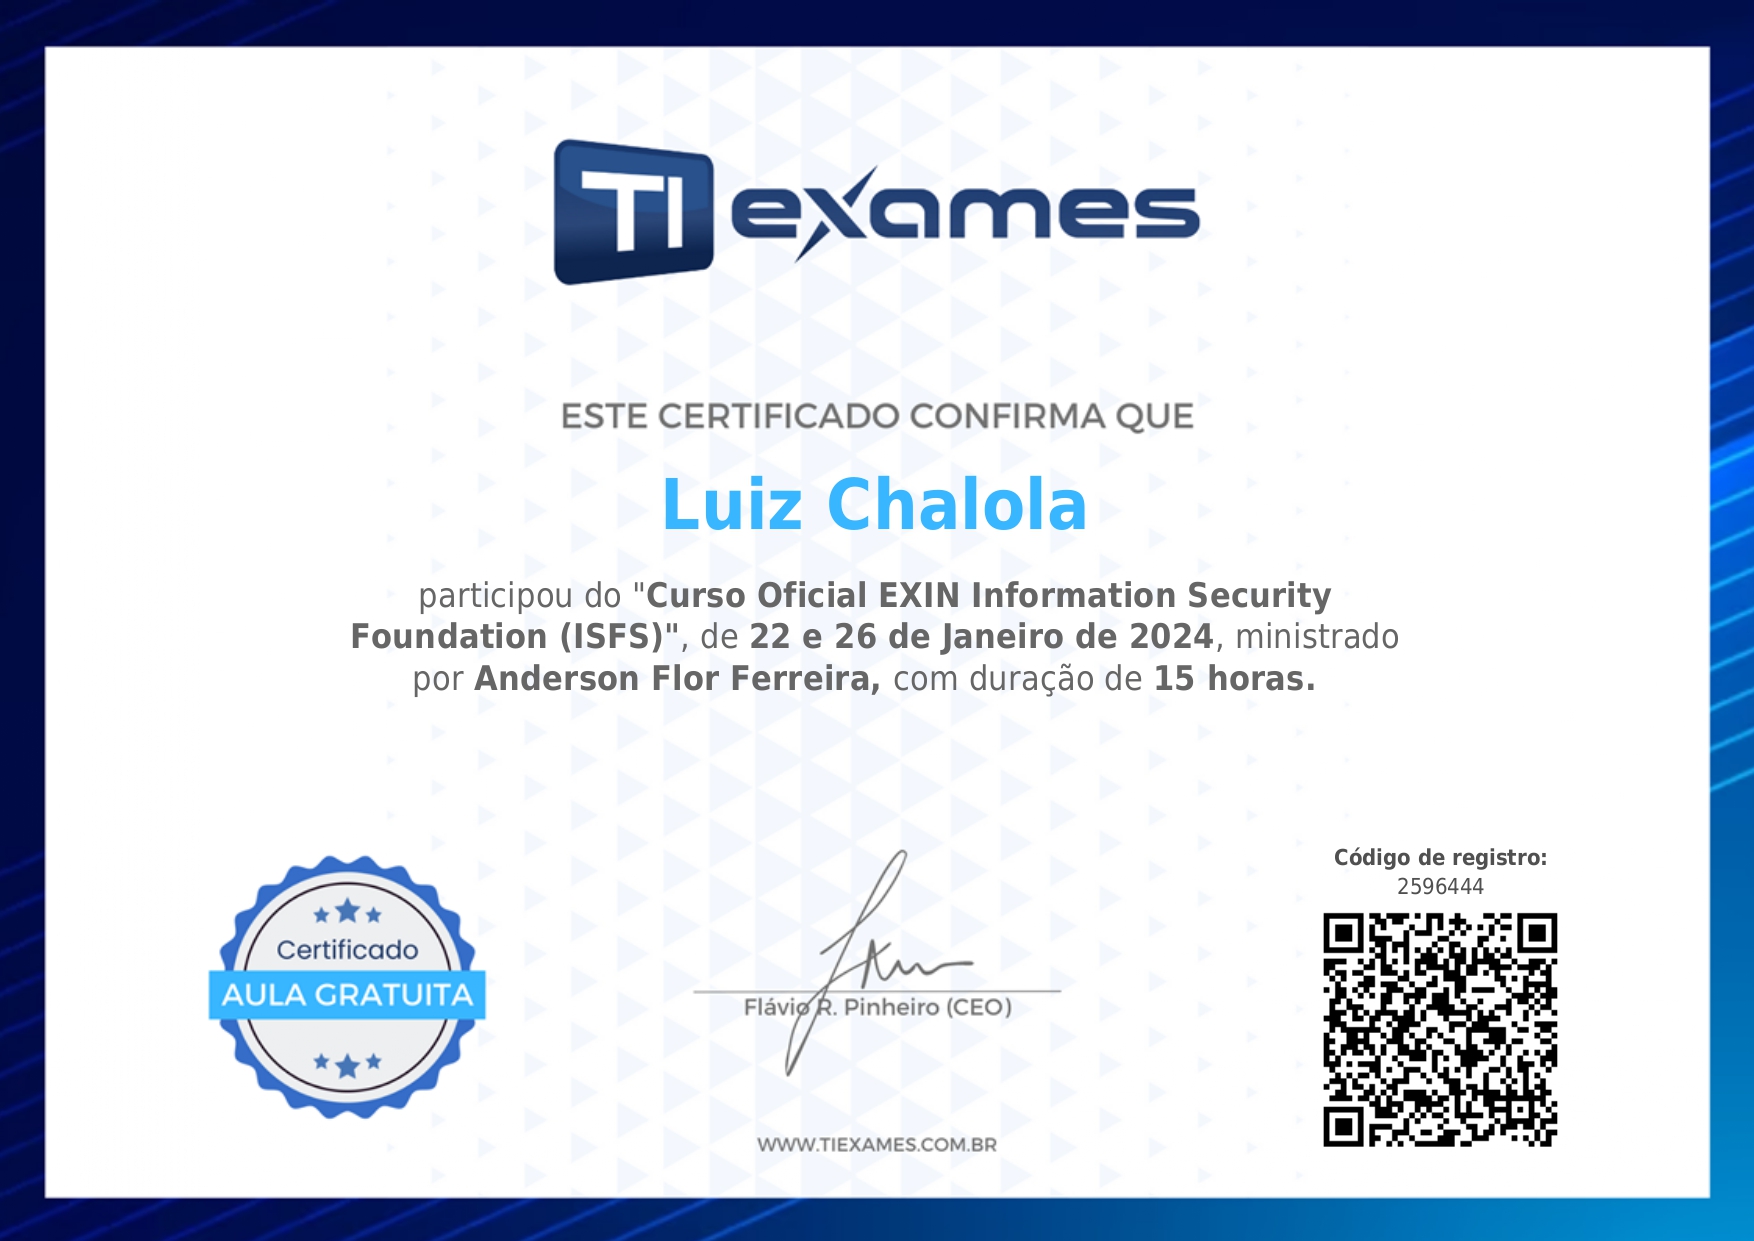 TI exames
ESTE CERTIFICADO CONFIRMA QUE
Luiz Chalola
participou do "Curso Oficial EXIN Information Security
Foundation (ISFS)", de 22 e 26 de Janeiro de 2024, ministrado
por Anderson Flor Ferreira, com duração de 15 horas.
Certificado
AULA GRATUITA
Flávio R. Pinheiro (CEO)
WWW.TIEXAMES.COM.BR
Código de registro:
2596444